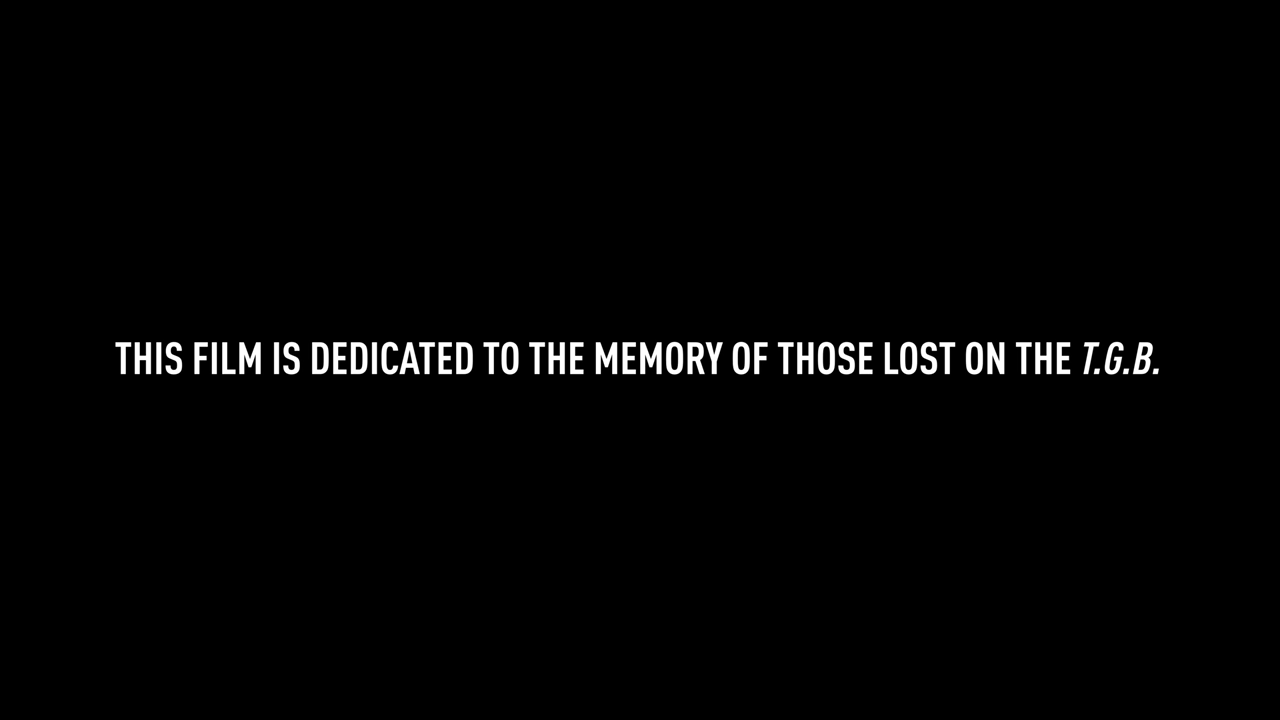 THIS FILM IS DEDICATED TO THE MEMORY OF THOSE LOST ON THE T.G.B.